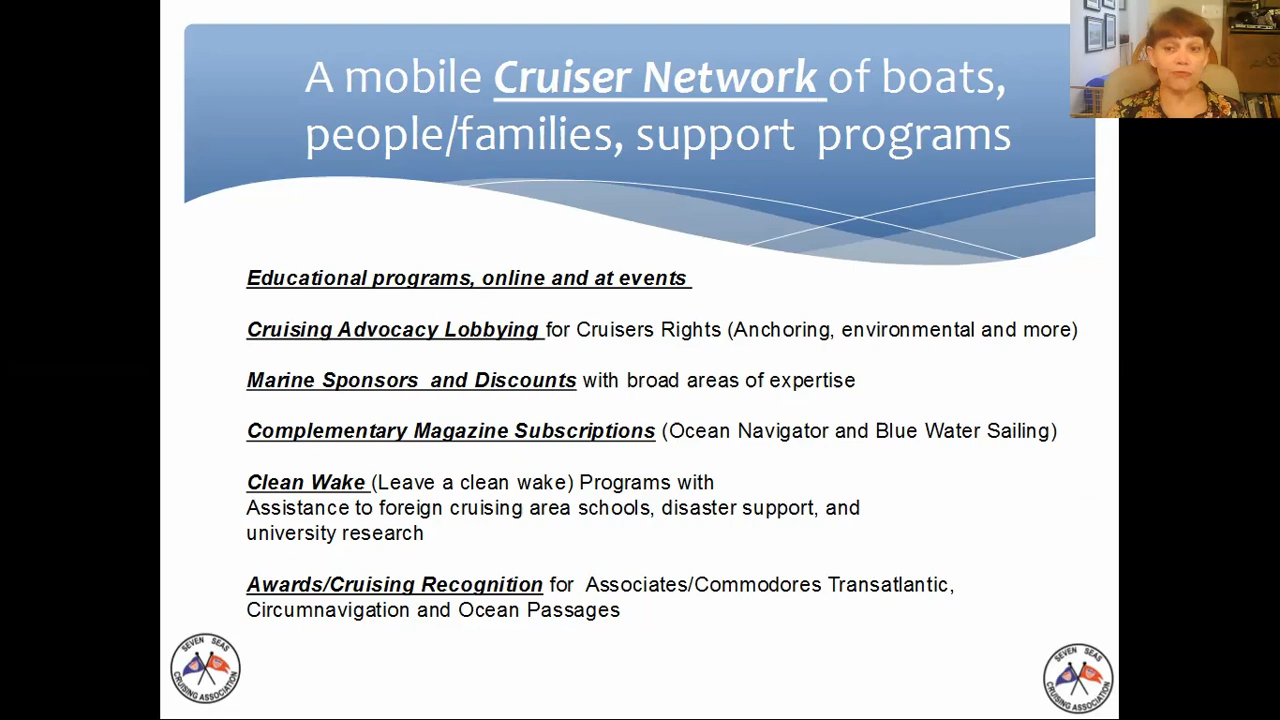 A mobile Cruiser Network of boats,
people/families, support programs
Educational programs, online and at events
Cruising Advocacy Lobbying for Cruisers Rights (Anchoring, environmental and more)
Marine Sponsors and Discounts with broad areas of expertise
Complementary Magazine Subscriptions (Ocean Navigator and Blue Water Sailing)
Clean Wake (Leave a clean wake) Programs with
Assistance to foreign cruising area schools, disaster support, and
university research
Awards/Cruising Recognition for Associates/Commodores Transatlantic,
Circumnavigation and Ocean Passages
SEVEN SEAS
CRUISING ASSOCIATION
SEVEN SEAS
CRUISING ASSOCIATION